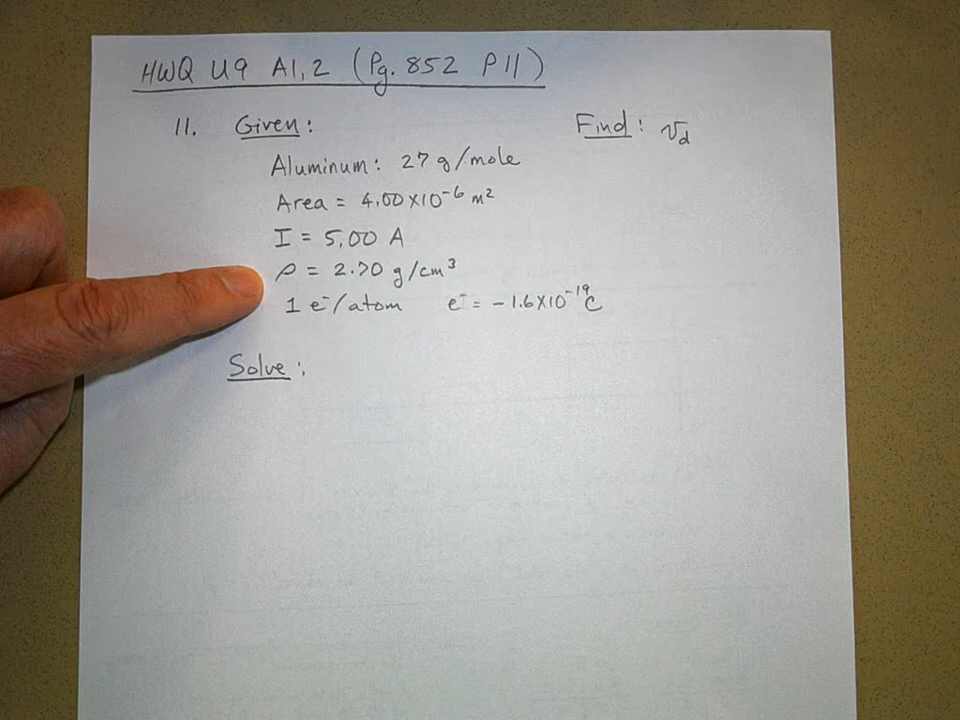 HWQ U9 A1,2 (Pg. 852 P11)
11. Given: Find: v_d
Aluminum: 27 g/mole
Area = 4.00×10⁻⁶ m²
I = 5.00 A
ρ = 2.70 g/cm³
1 e⁻/atom e⁻ = −1.6×10⁻¹⁹C
Solve: